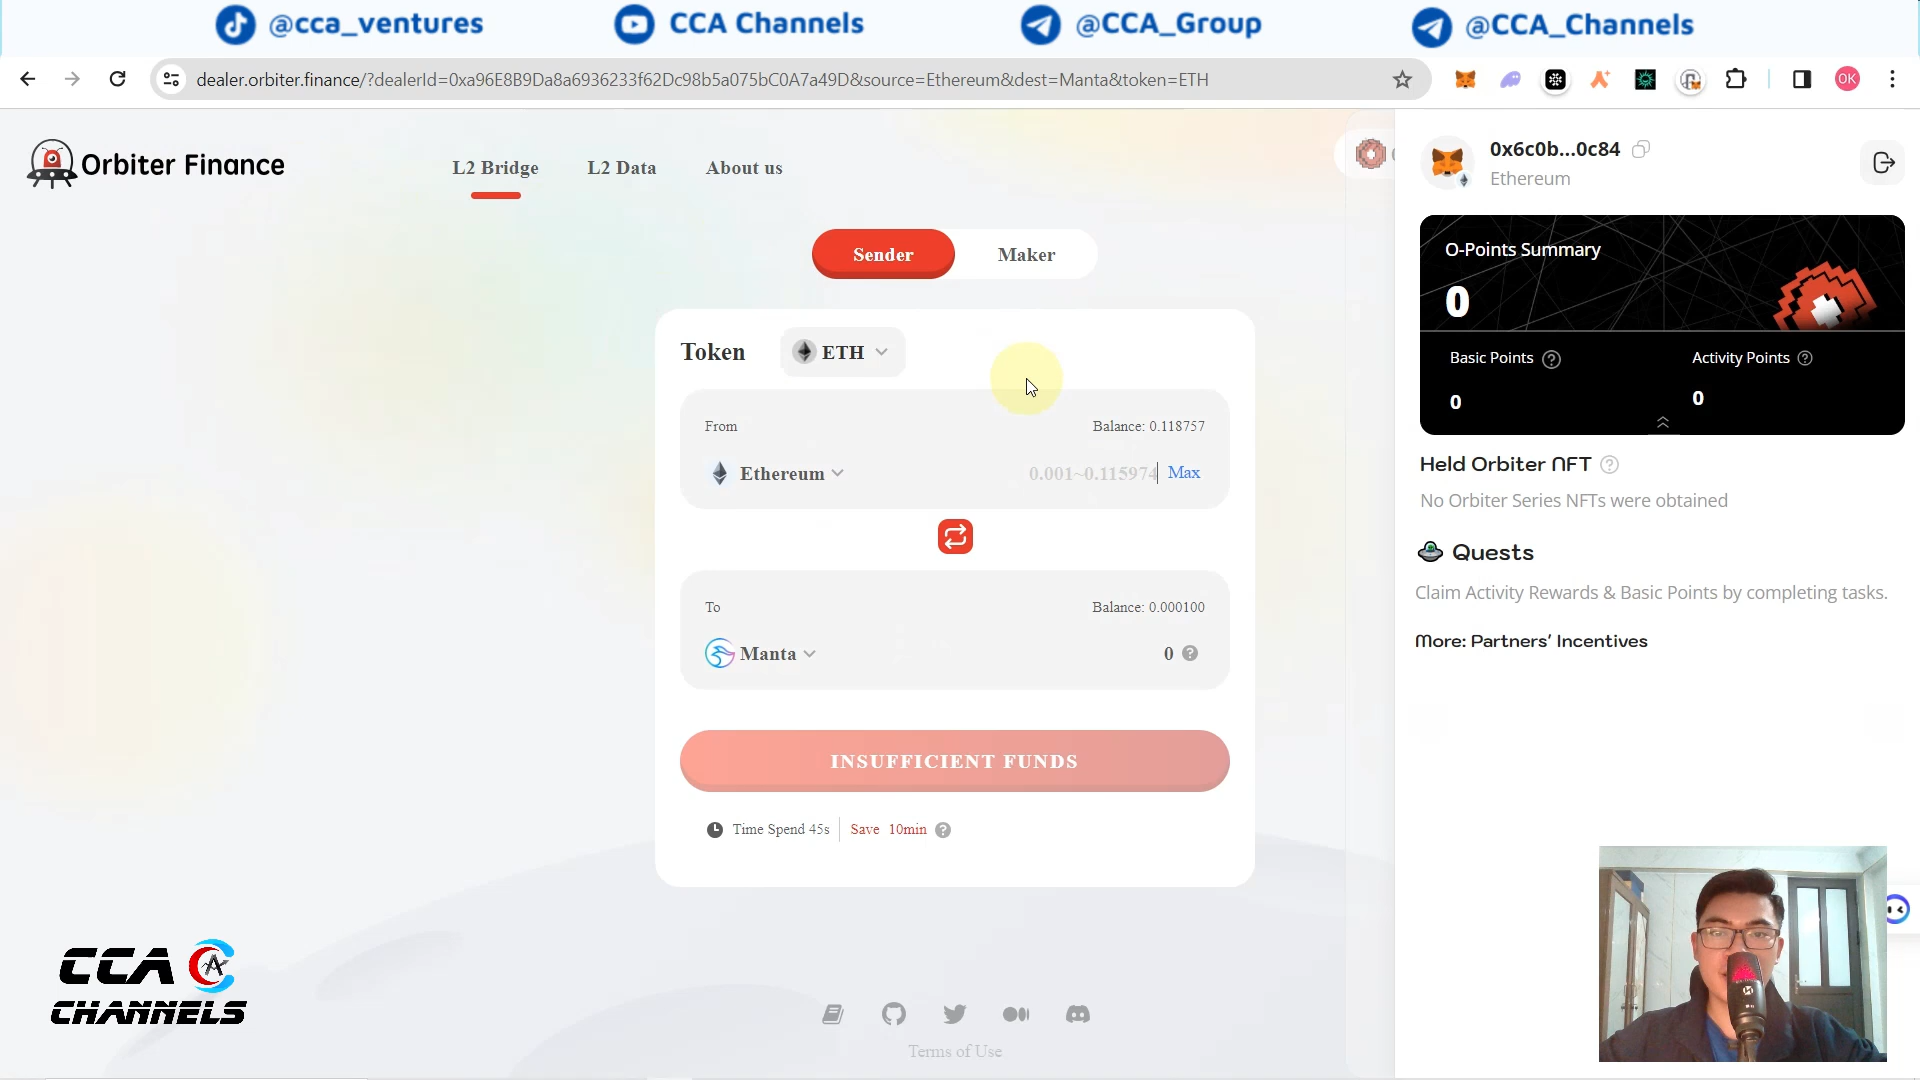 @cca_ventures
CCA Channels
@CCA_Group
@CCA_Channels
dealer.orbiter.finance/?dealerId=0xa96E8B9Da8a6936233f62Dc98b5a075bC0A7a49D&source=Ethereum&dest=Manta&token=ETH
OK
Orbiter Finance
L2 Bridge
L2 Data
About us
0x6c0b...0c84
Ethereum
Sender
Maker
O-Points Summary
0
Basic Points
Activity Points
0
0
Token
ETH
From
Balance: 0.118757
Ethereum
0.001~0.115974
Max
To
Balance: 0.000100
Manta
0
INSUFFICIENT FUNDS
Time Spend 45s
Save 10min
Held Orbiter NFT
No Orbiter Series NFTs were obtained
Quests
Claim Activity Rewards & Basic Points by completing tasks.
More: Partners' Incentives
CCA
CHANNELS
Terms of Use